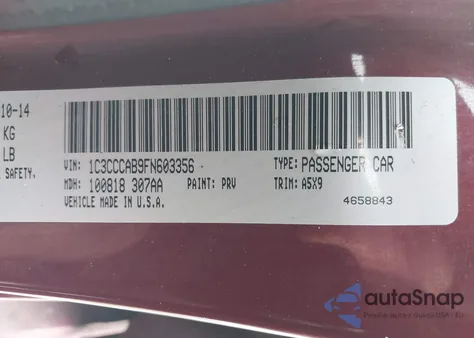 10-14
KG
LB
SAFETY.
VIN: 1C3CCCAB9FN603356 TYPE: PASSENGER CAR
MDH: 100818 307AA PAINT: PRV TRIM: A5X9
VEHICLE MADE IN U.S.A. 4658843
autoSnap